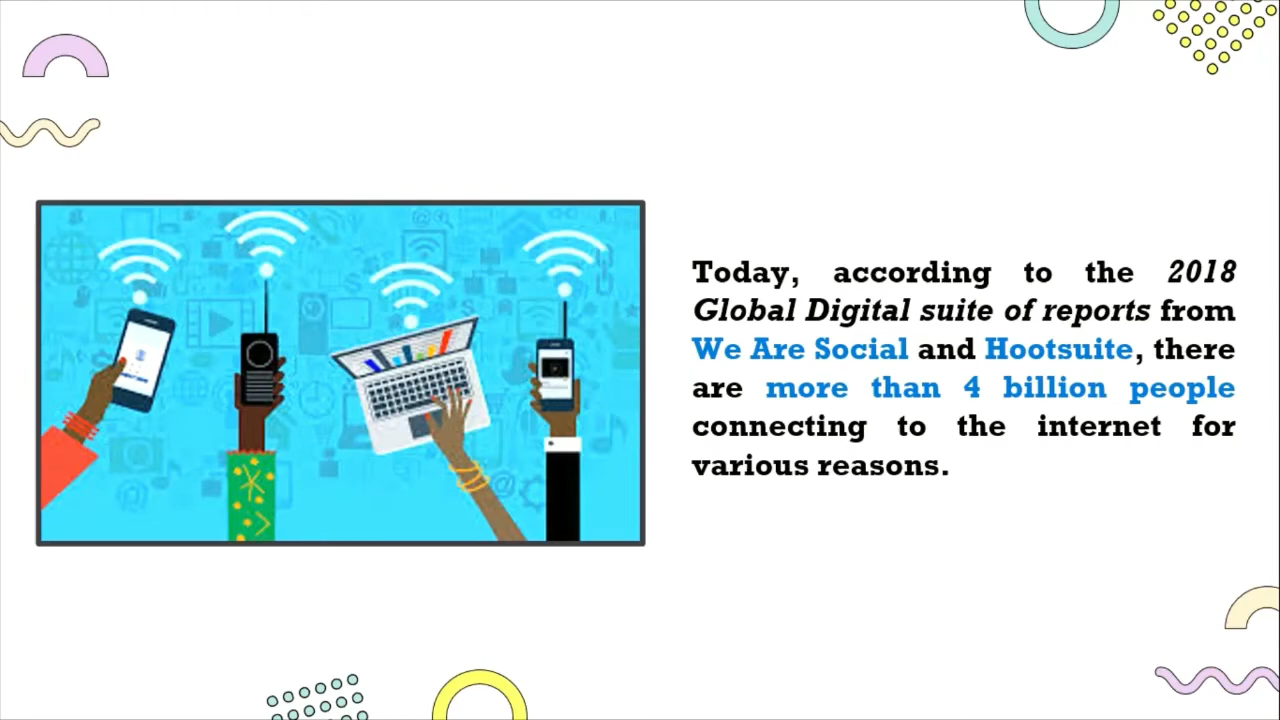 Today, according to the 2018
Global Digital suite of reports from
We Are Social and Hootsuite, there
are more than 4 billion people
connecting to the internet for
various reasons.